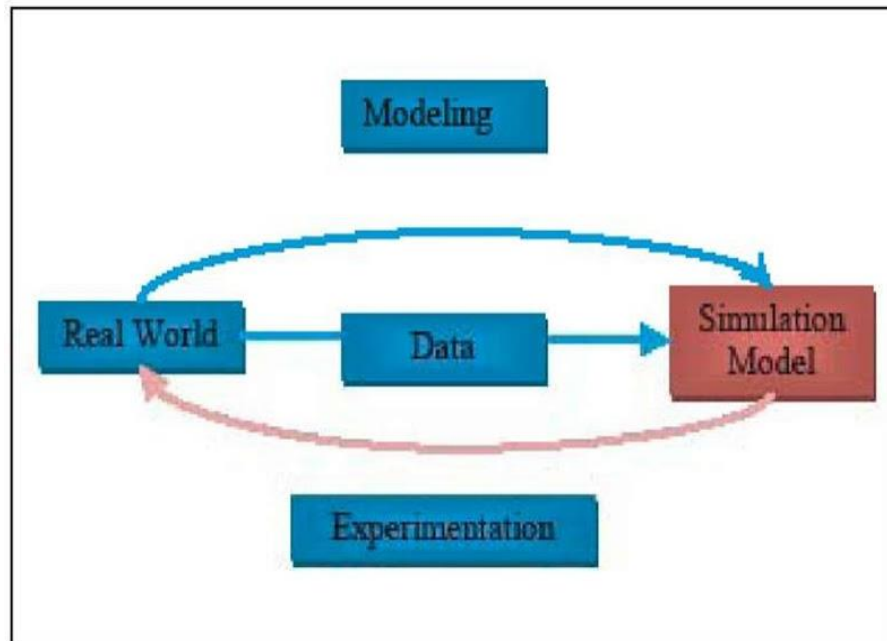 Modeling
Real World
Data
Simulation
Model
Experimentation